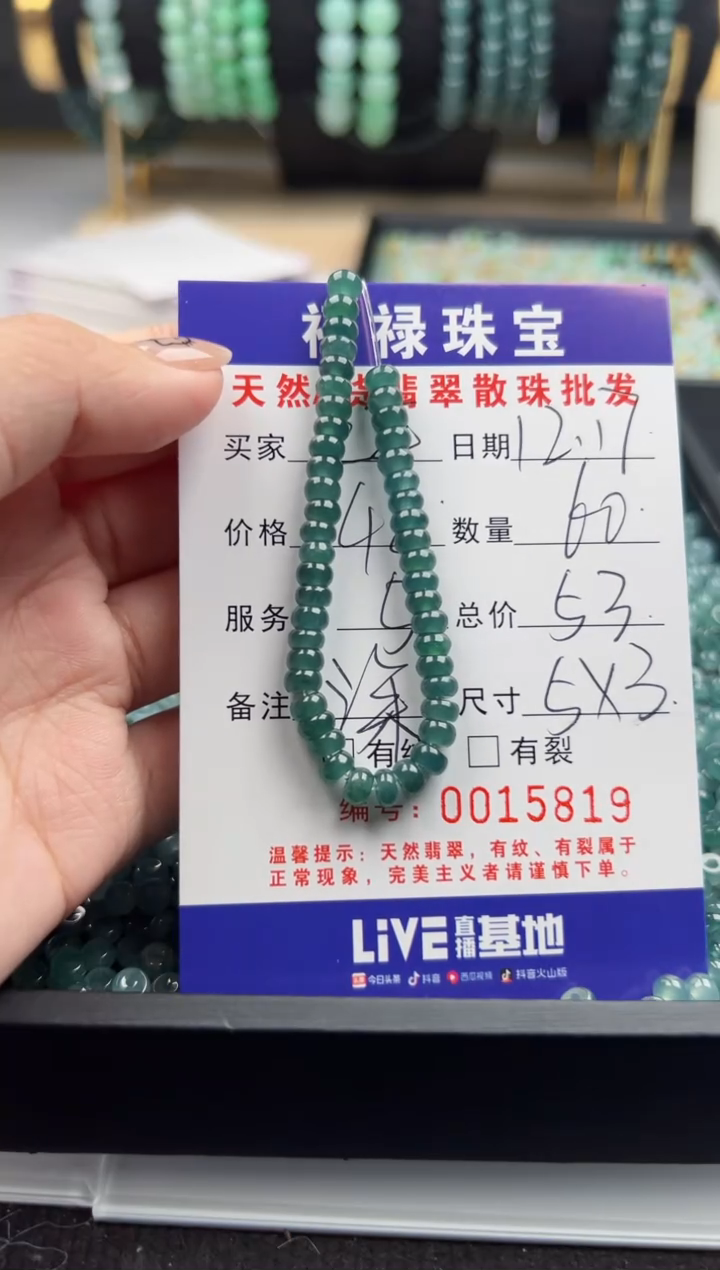 禄珠宝
天然 翡翠散珠批发
买家 日期 12.17
价格 4 数量 60
服务 5 总价 53
备注 深 尺寸 5X3
有 有裂
编号: 0015819
温馨提示: 天然翡翠, 有纹、有裂属于
正常现象, 完美主义者请谨慎下单。
LiVE 直播 基地
今日头条 抖音 西瓜视频 抖音火山版